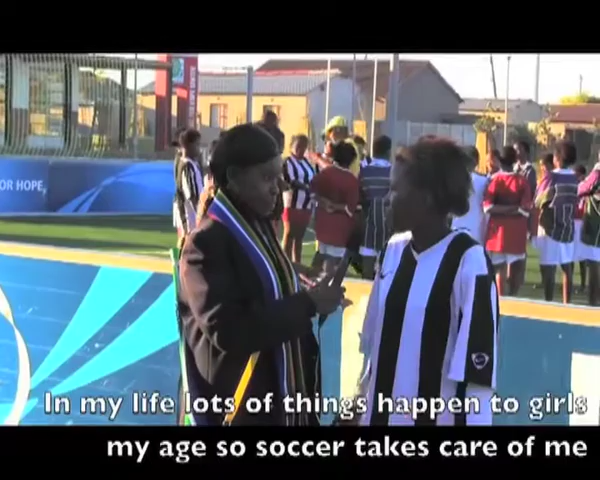 OR HOPE,
In my life lots of things happen to girls
my age so soccer takes care of me